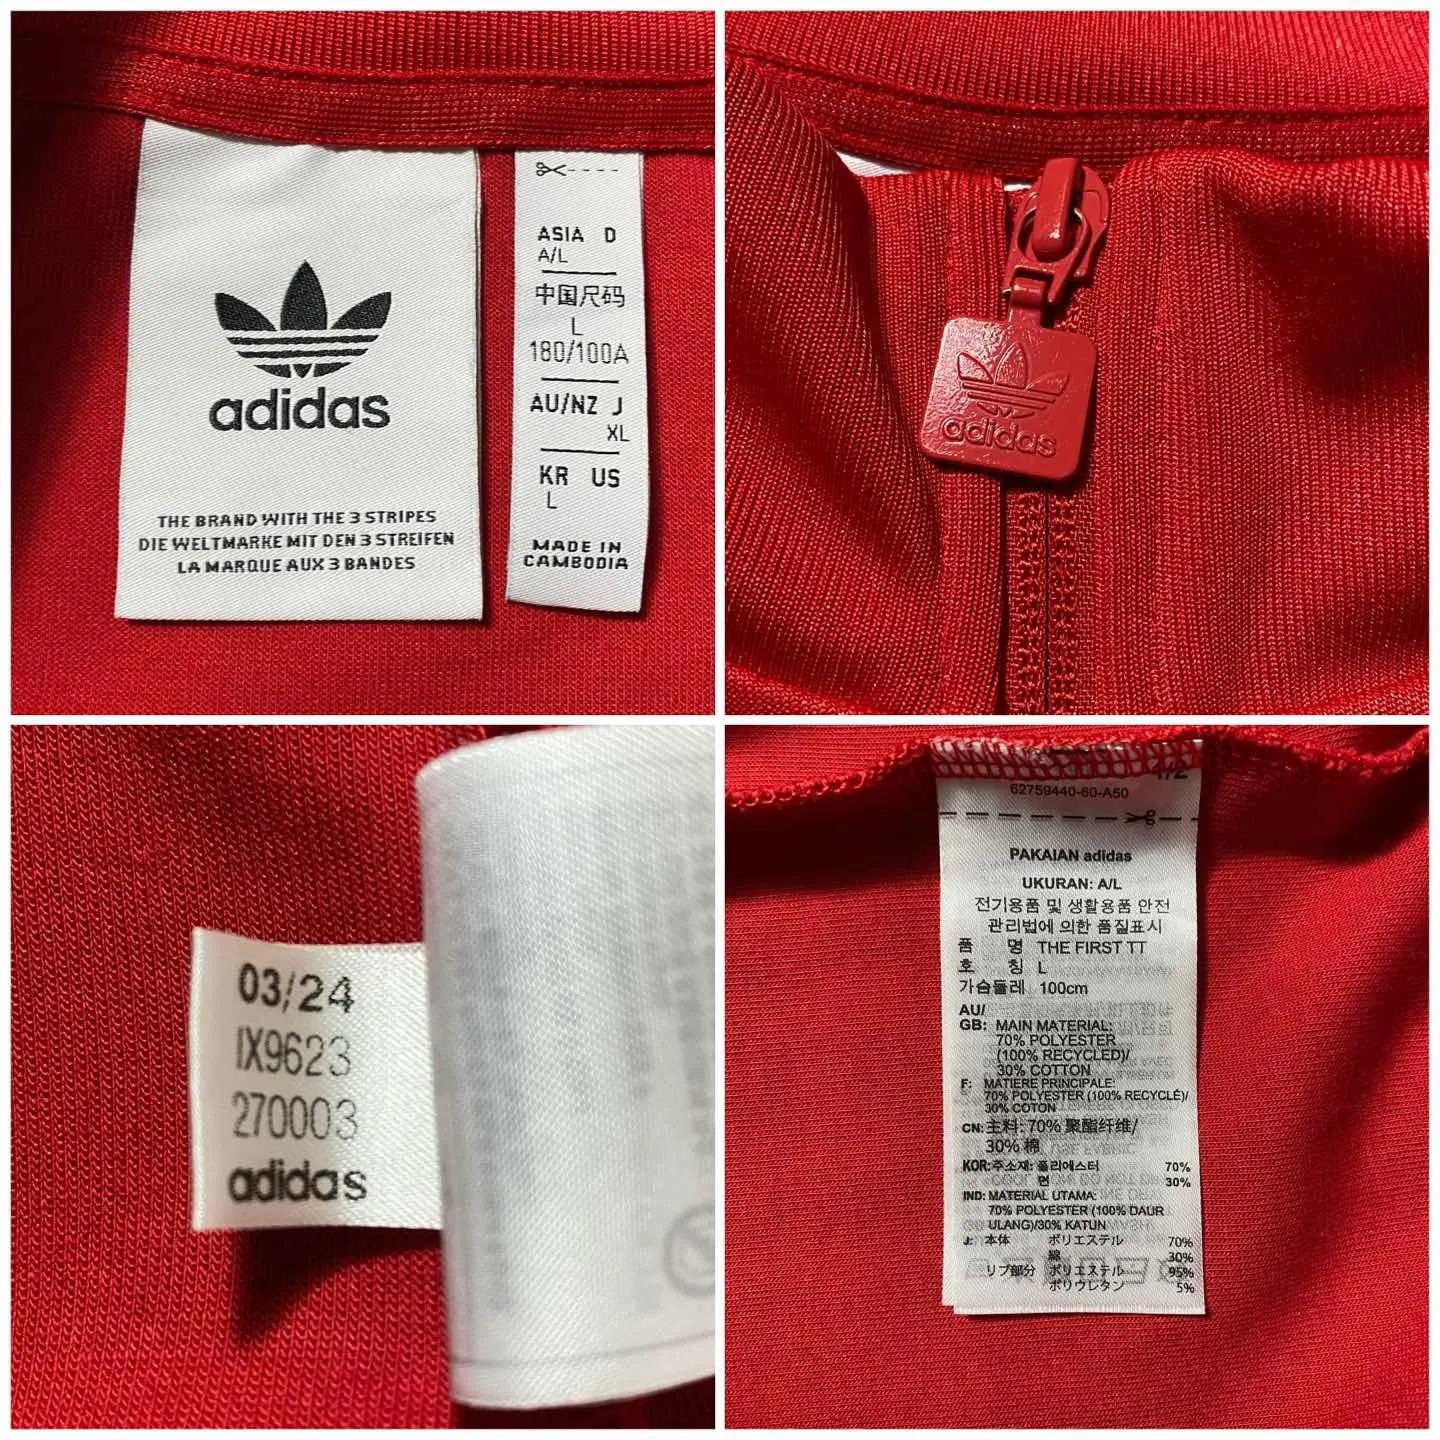 adidas
THE BRAND WITH THE 3 STRIPES
DIE WELTMARKE MIT DEN 3 STREIFEN
LA MARQUE AUX 3 BANDES
ASIA D
A/L
中国尺码
L
180/100A
AU/NZ J
XL
KR US
L
MADE IN
CAMBODIA
adidas
03/24
IX9623
270003
adidas
1/2
62759440-60-A50
PAKAIAN adidas
UKURAN: A/L
전기용품 및 생활용품 안전
관리법에 의한 품질표시
품 명 THE FIRST TT
호 칭 L
가슴둘레 100cm
AU/
GB: MAIN MATERIAL:
70% POLYESTER
(100% RECYCLED)/
30% COTTON
F: MATIERE PRINCIPALE:
70% POLYESTER (100% RECYCLÉ)/
30% COTON
CN: 主料: 70% 聚酯纤维/
30% 棉
KOR: 주소재: 폴리에스터 70%
면 30%
IND: MATERIAL UTAMA:
70% POLYESTER (100% DAUR
ULANG)/30% KATUN
J: 本体 ポリエステル 70%
綿 30%
リブ部分 ポリエステル 95%
ポリウレタン 5%